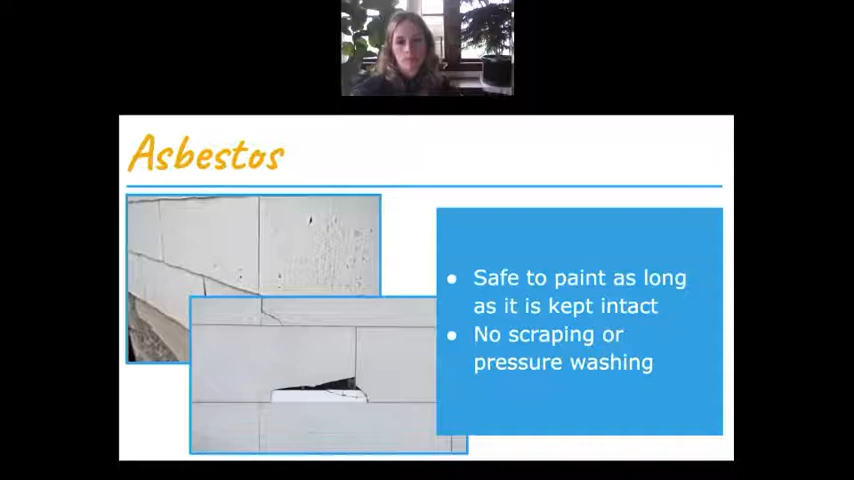 Asbestos
● Safe to paint as long
as it is kept intact
● No scraping or
pressure washing